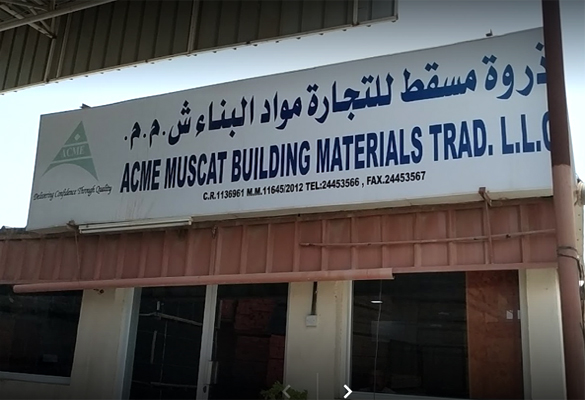 ذروة مسقط للتجارة مواد البناء ش.م.م.
ACME MUSCAT BUILDING MATERIALS TRAD. L.L.C
C.R.1136961 M.M.11645/2012 TEL:24453566 , FAX.24453567
ACME
Delivering Confidence Through Quality